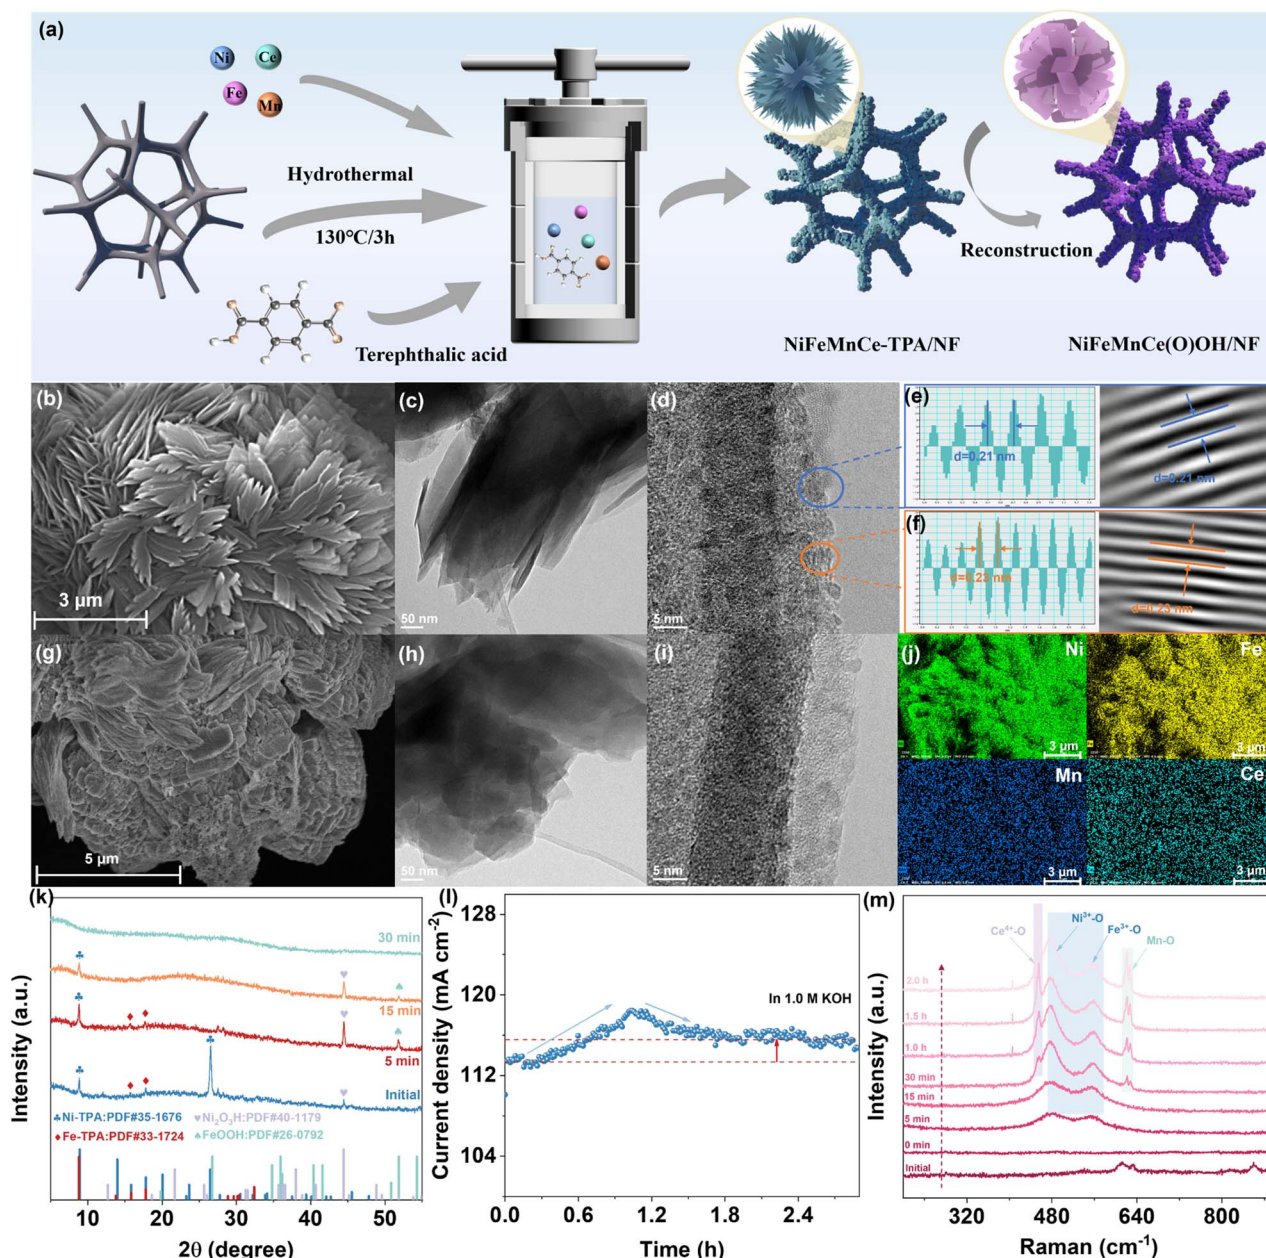 (a)
Ni
Ce
Fe
Mn
Hydrothermal
130°C/3h
Terephthalic acid
Reconstruction
NiFeMnCe-TPA/NF
NiFeMnCe(O)OH/NF
(b)
3 μm
(c)
50 nm
(d)
5 nm
(e)
d=0.21 nm
d=0.21 nm
(f)
d=0.23 nm
d=0.23 nm
(g)
5 μm
(h)
50 nm
(i)
5 nm
(j)
Ni
3 μm
Fe
3 μm
Mn
3 μm
Ce
3 μm
(k)
30 min
15 min
5 min
Initial
♣Ni-TPA:PDF#35-1676
♥Ni₂O₃H:PDF#40-1179
♦Fe-TPA:PDF#33-1724
♠FeOOH:PDF#26-0792
Intensity (a.u.)
10 20 30 40 50
2θ (degree)
(l)
128
120
112
104
Current density (mA cm⁻²)
In 1.0 M KOH
0.0 0.6 1.2 1.8 2.4
Time (h)
(m)
Ce⁴⁺-O
Ni³⁺-O
Fe³⁺-O
Mn-O
2.0 h
1.5 h
1.0 h
30 min
15 min
5 min
0 min
Initial
Intensity (a.u.)
320 480 640 800
Raman (cm⁻¹)